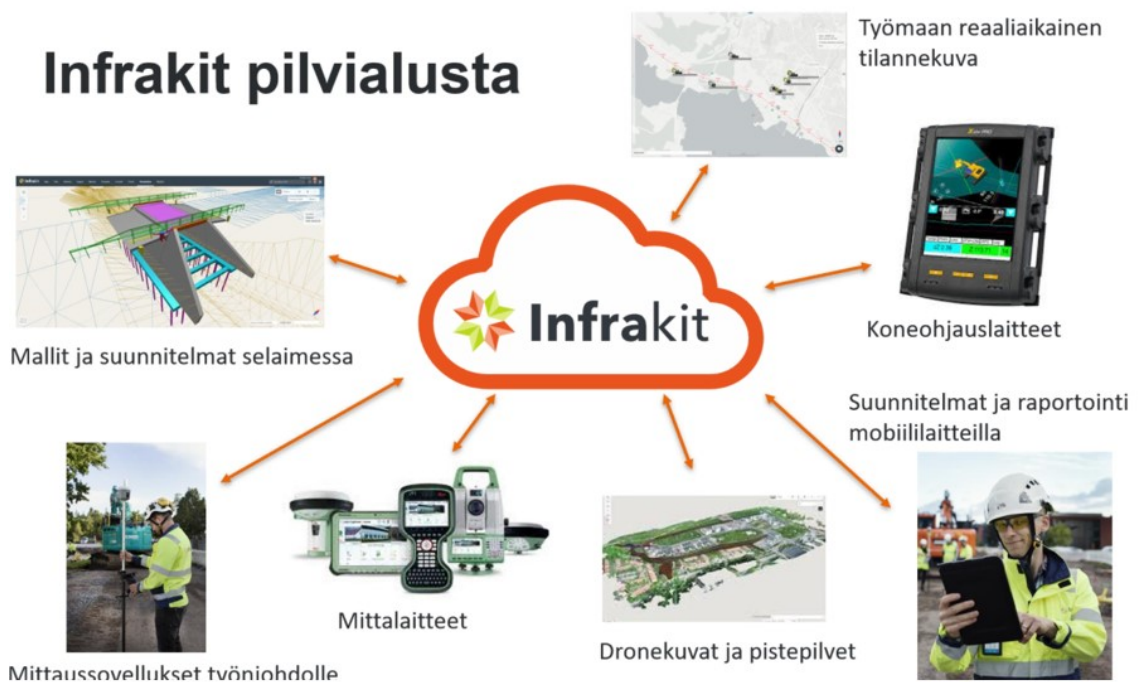 Infrakit pilvialusta
Työmaan reaaliaikainen
tilannekuva
Infrakit
Koneohjauslaitteet
Mallit ja suunnitelmat selaimessa
Suunnitelmat ja raportointi
mobiililaitteilla
Mittalaitteet
Dronekuvat ja pistepilvet
Mittaussovellukset työnjohdolle